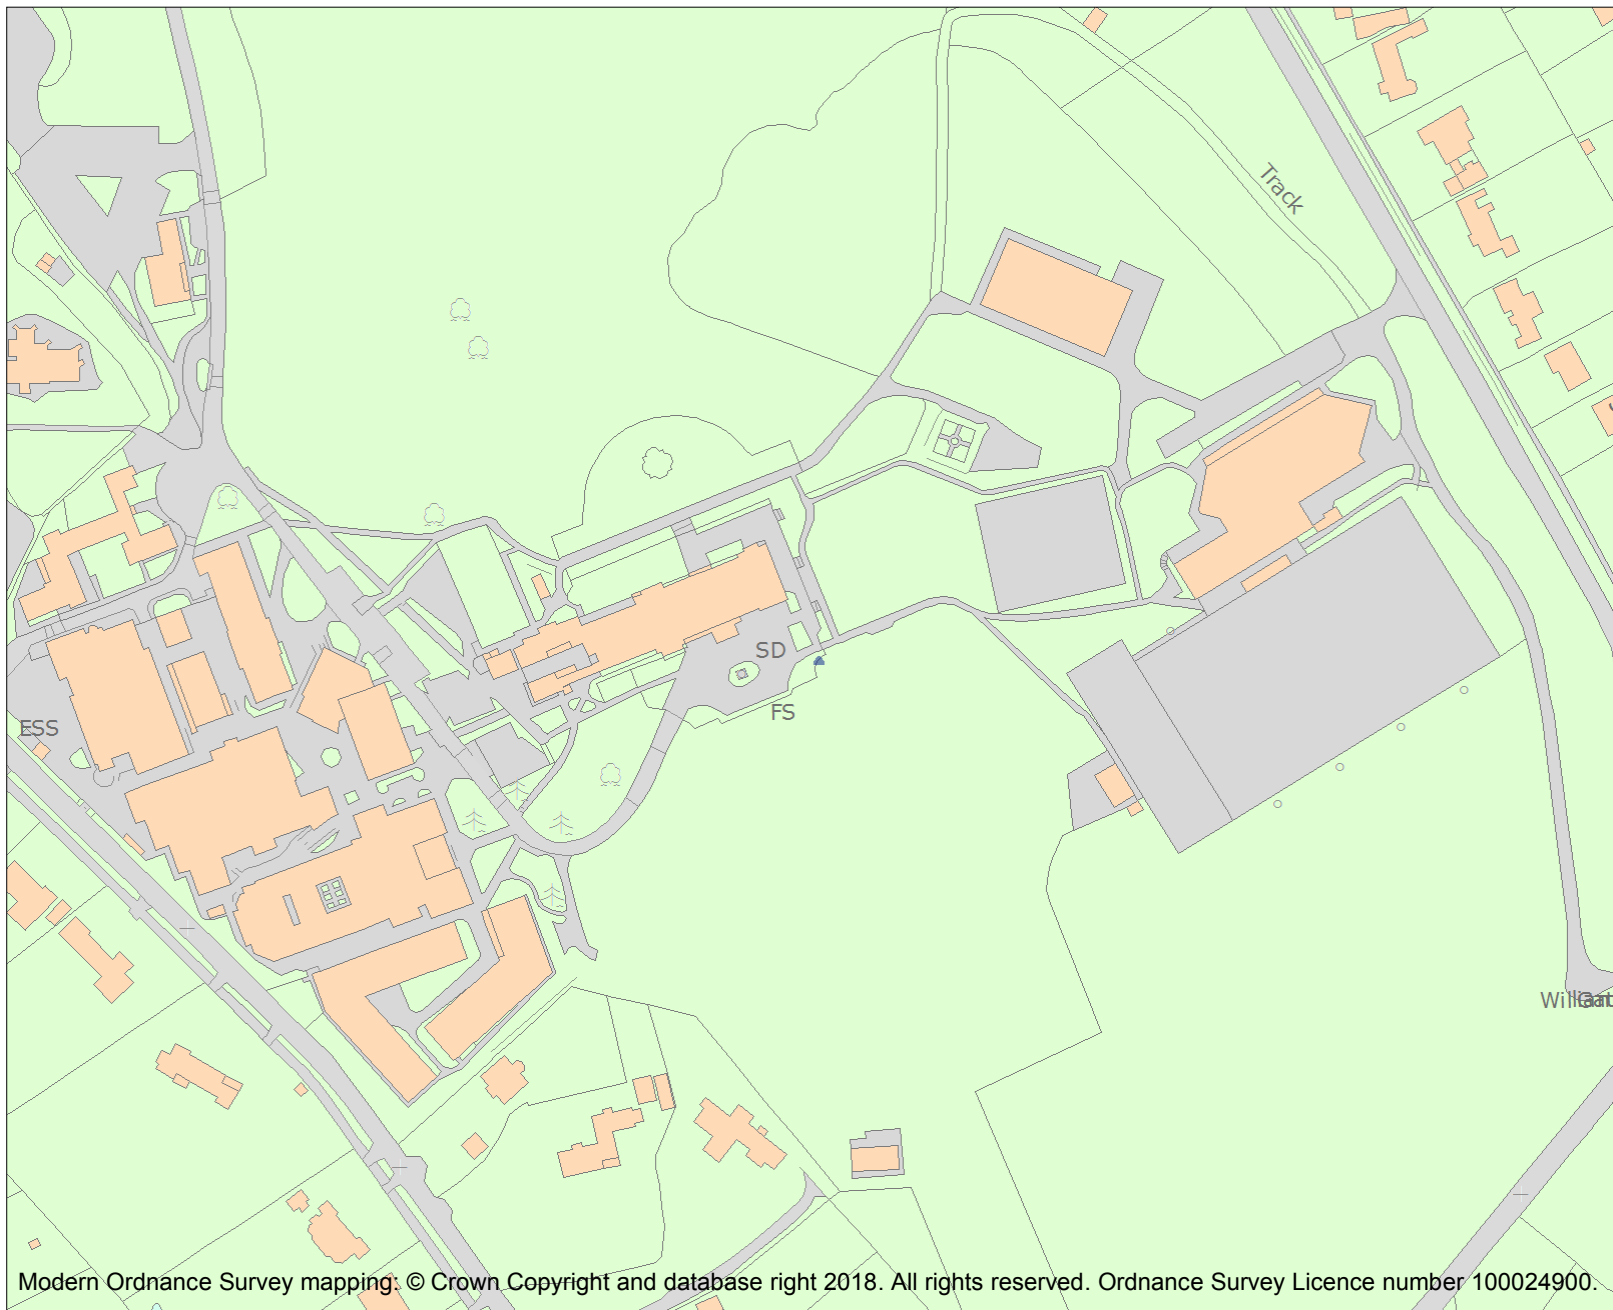 Track
SD
FS
ESS
Modern Ordnance Survey mapping: © Crown Copyright and database right 2018. All rights reserved. Ordnance Survey Licence number 100024900.